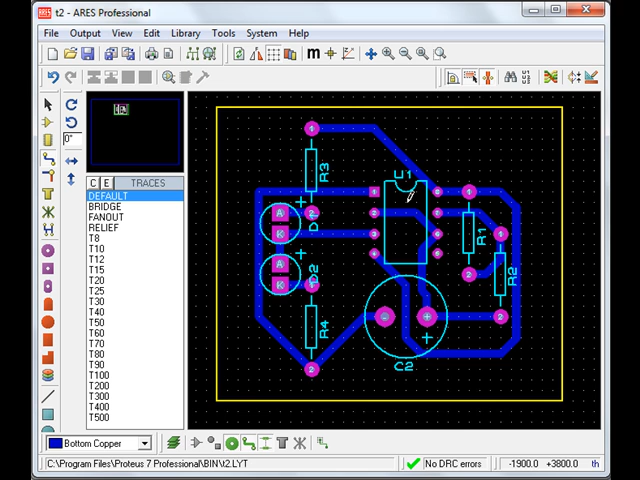 t2 - ARES Professional
File Output View Edit Library Tools System Help
m
0°
C E TRACES
DEFAULT
BRIDGE
FANOUT
RELIEF
T8
T10
T12
T15
T20
T25
T30
T40
T50
T60
T70
T80
T90
T100
T200
T300
T400
T500
U1
R3
R1
R2
D2
R4
C2
A
K
A
K
Bottom Copper
C:\Program Files\Proteus 7 Professional\BIN\t2.LYT
No DRC errors
-1900.0
+3800.0
th